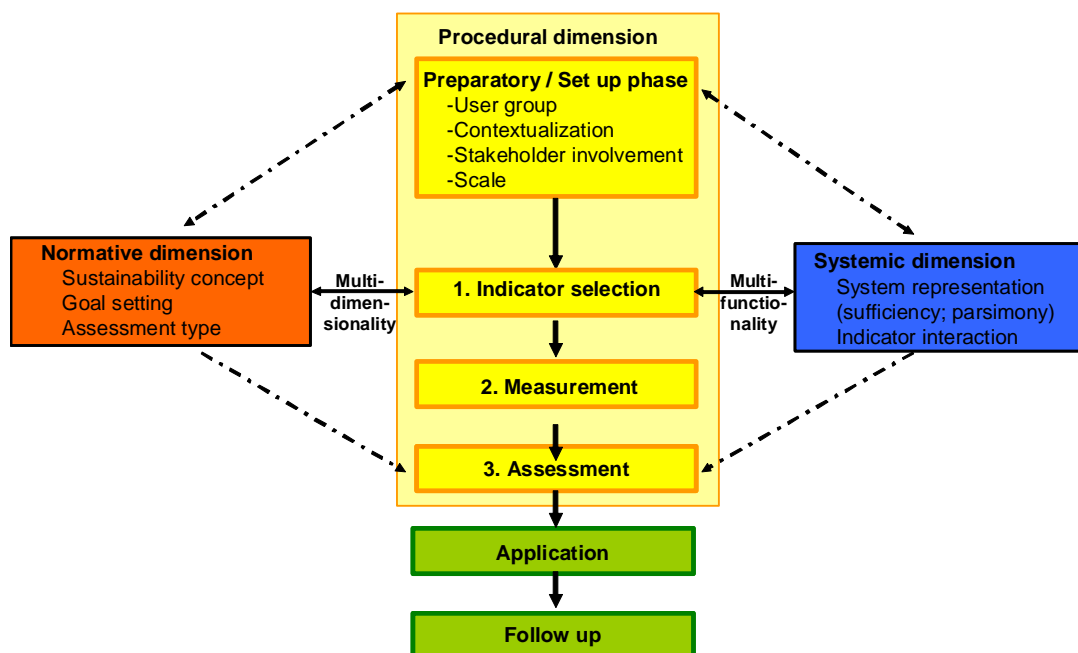 Procedural dimension
Preparatory / Set up phase
-User group
-Contextualization
-Stakeholder involvement
-Scale
Normative dimension
Sustainability concept
Goal setting
Assessment type
Multi-
dimen-
sionality
1. Indicator selection
Multi-
functio-
nality
Systemic dimension
System representation
(sufficiency; parsimony)
Indicator interaction
2. Measurement
3. Assessment
Application
Follow up